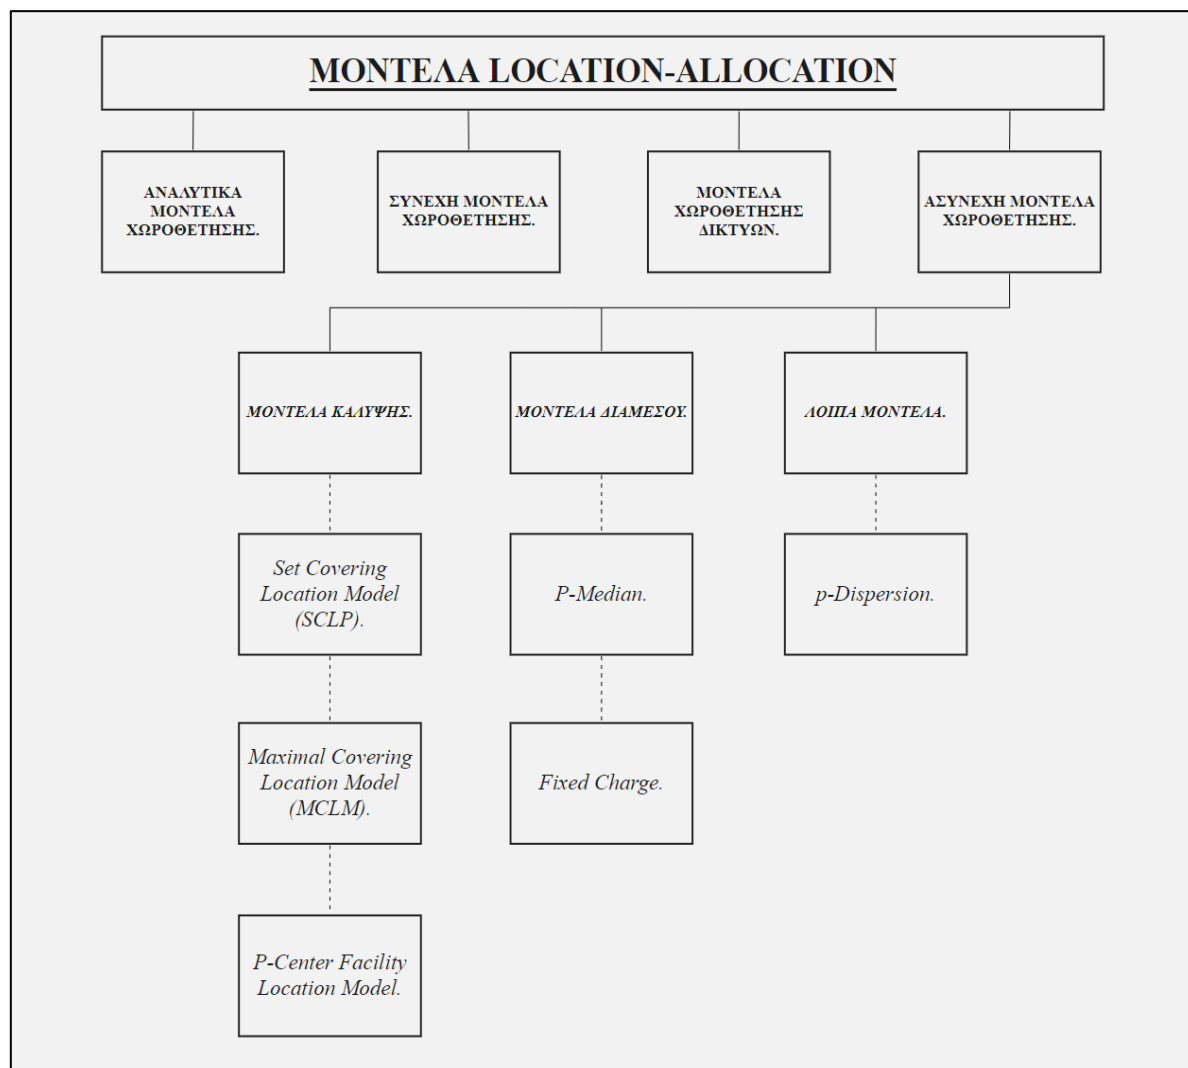 ΜΟΝΤΕΛΑ LOCATION-ALLOCATION
ΑΝΑΛΥΤΙΚΑ
ΜΟΝΤΕΛΑ
ΧΩΡΟΘΕΤΗΣΗΣ.
ΣΥΝΕΧΗ ΜΟΝΤΕΛΑ
ΧΩΡΟΘΕΤΗΣΗΣ.
ΜΟΝΤΕΛΑ
ΧΩΡΟΘΕΤΗΣΗΣ
ΔΙΚΤΥΩΝ.
ΑΣΥΝΕΧΗ ΜΟΝΤΕΛΑ
ΧΩΡΟΘΕΤΗΣΗΣ.
ΜΟΝΤΕΛΑ ΚΑΛΥΨΗΣ.
ΜΟΝΤΕΛΑ ΔΙΑΜΕΣΟΥ.
ΛΟΙΠΑ ΜΟΝΤΕΛΑ.
Set Covering
Location Model
(SCLP).
P-Median.
p-Dispersion.
Maximal Covering
Location Model
(MCLM).
Fixed Charge.
P-Center Facility
Location Model.